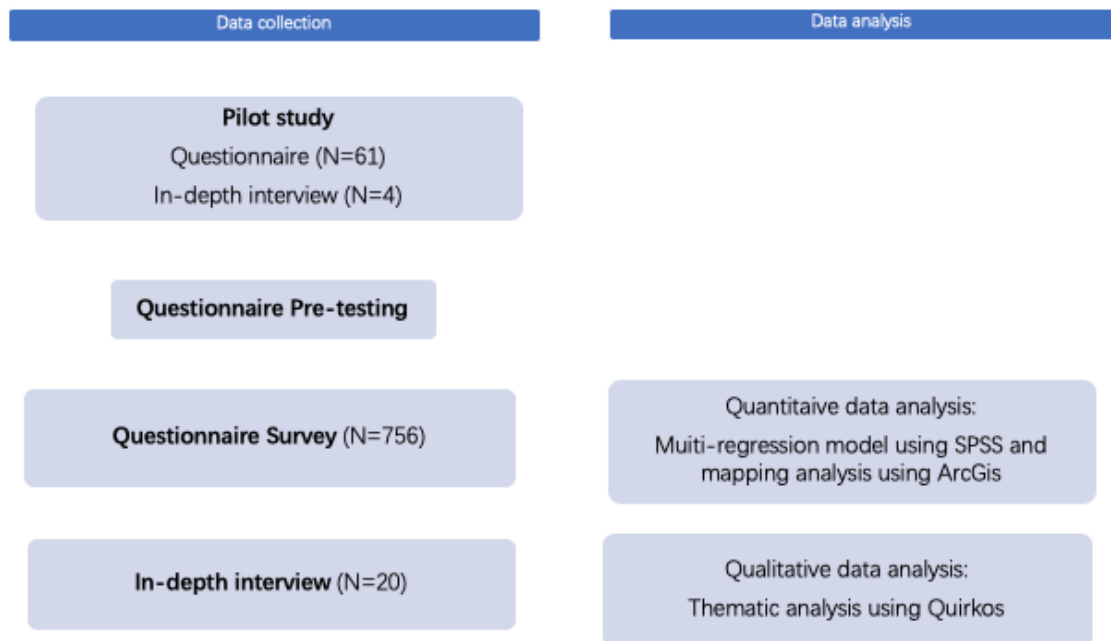 Data collection
Data analysis
Pilot study
Questionnaire (N=61)
In-depth interview (N=4)
Questionnaire Pre-testing
Questionnaire Survey (N=756)
Quantitaive data analysis:
Muiti-regression model using SPSS and
mapping analysis using ArcGis
In-depth interview (N=20)
Qualitative data analysis:
Thematic analysis using Quirkos